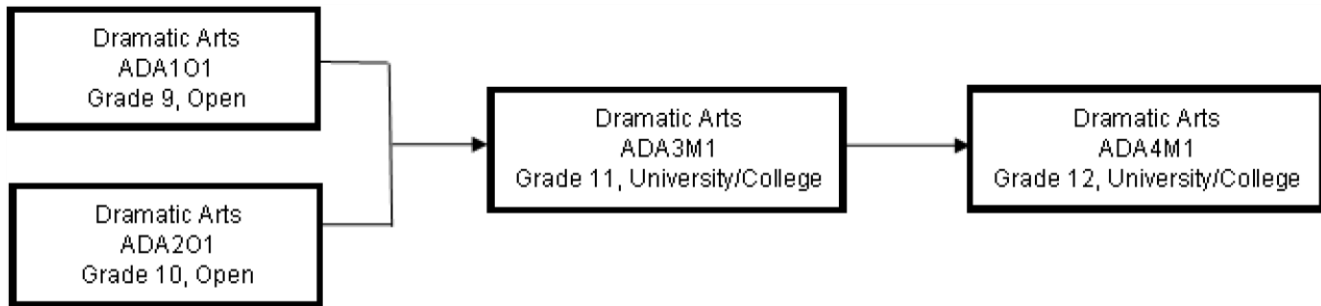 Dramatic Arts
ADA1O1
Grade 9, Open
Dramatic Arts
ADA2O1
Grade 10, Open
Dramatic Arts
ADA3M1
Grade 11, University/College
Dramatic Arts
ADA4M1
Grade 12, University/College